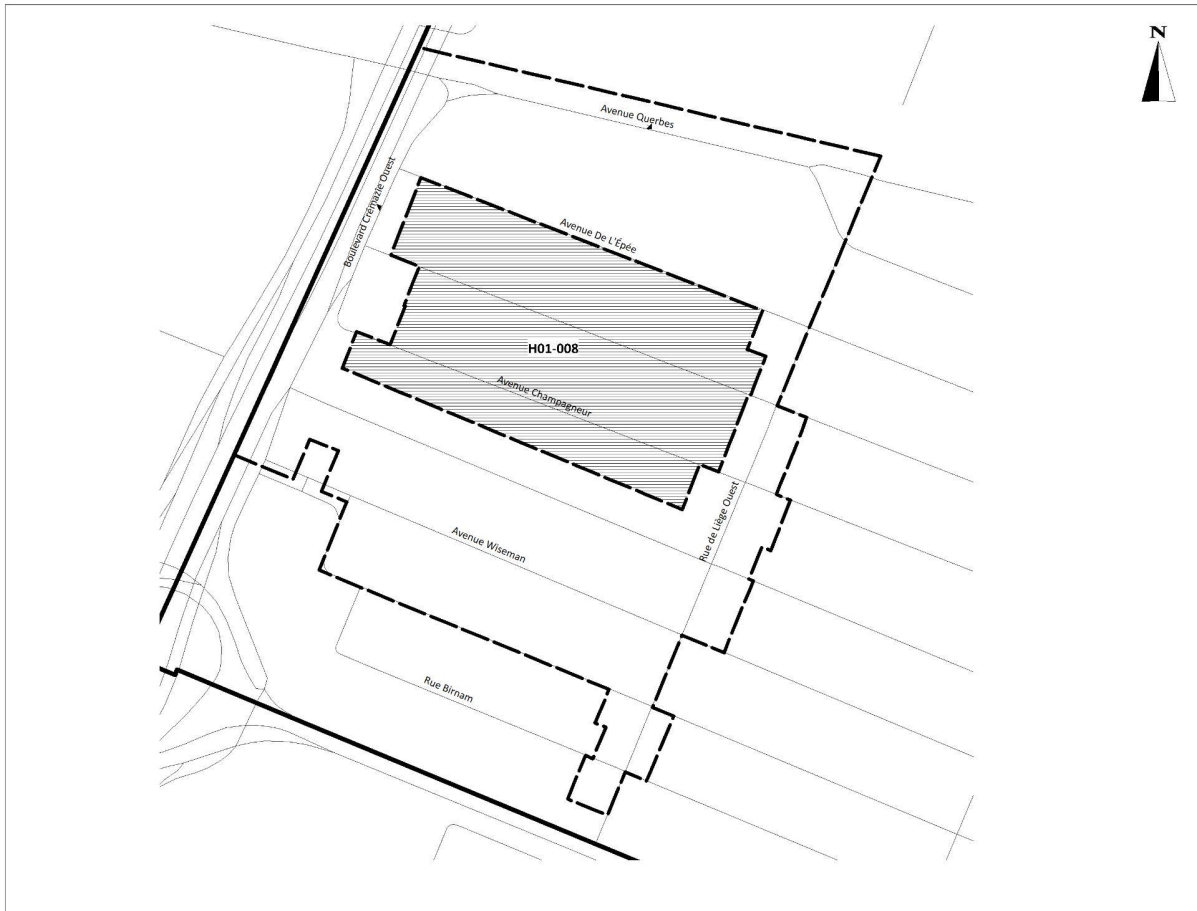 N
Avenue Querbes
Boulevard Crémazie Ouest
Avenue De L'Épée
H01-008
Avenue Champagneur
Rue de Liège Ouest
Avenue Wiseman
Rue Birnam